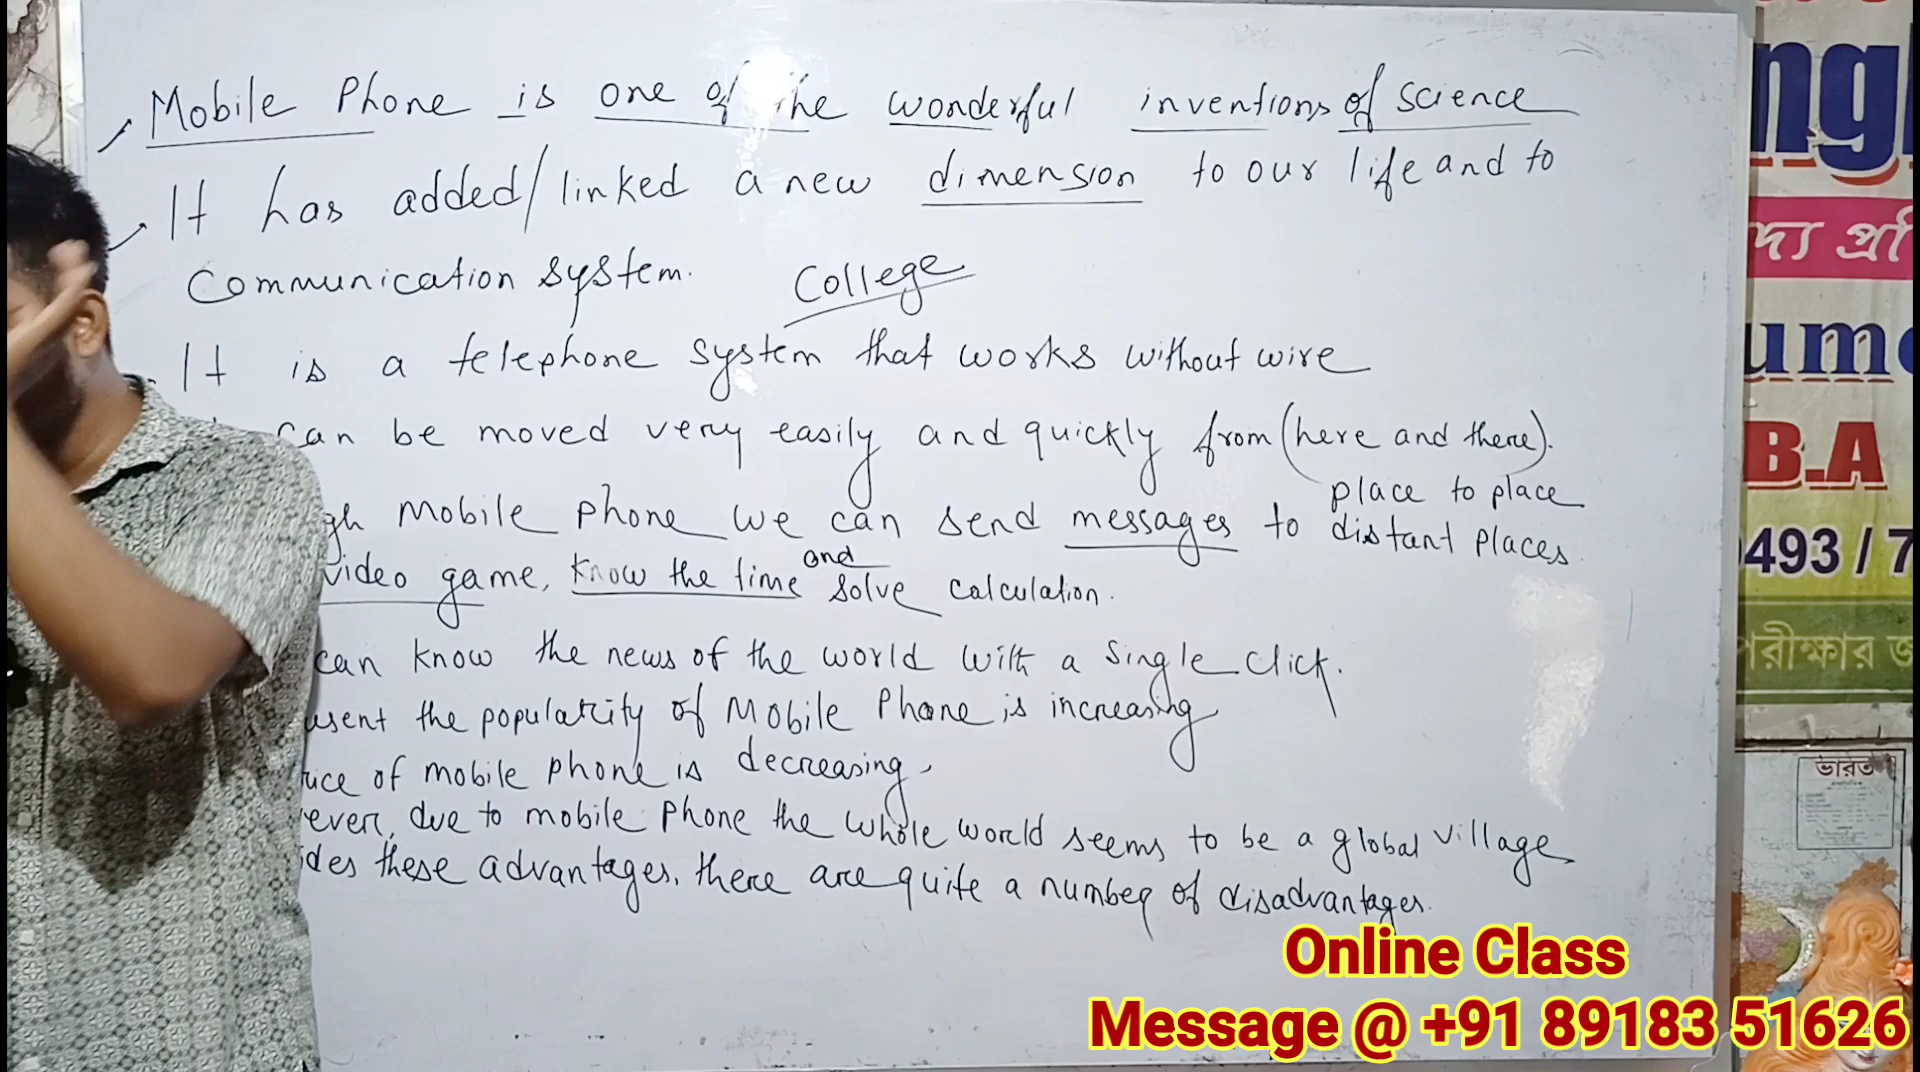 Mobile Phone is one of the wonderful inventions of science
It has added/linked a new dimension to our life and to
Communication system.
College
It is a telephone system that works without wire
can be moved very easily and quickly from (here and there).
place to place
gh mobile phone we can send messages to distant places.
video game, know the time and solve calculation.
can know the news of the world with a single click.
the popularity of Mobile Phone is increasing
of mobile phone is decreasing,
ever, due to mobile phone the whole world seems to be a global village
ides these advantages, there are quite a number of disadvantages.
ng
um
B.A
493 / 7
পরীক্ষার জ
ভারত
Online Class
Message @ +91 89183 51626